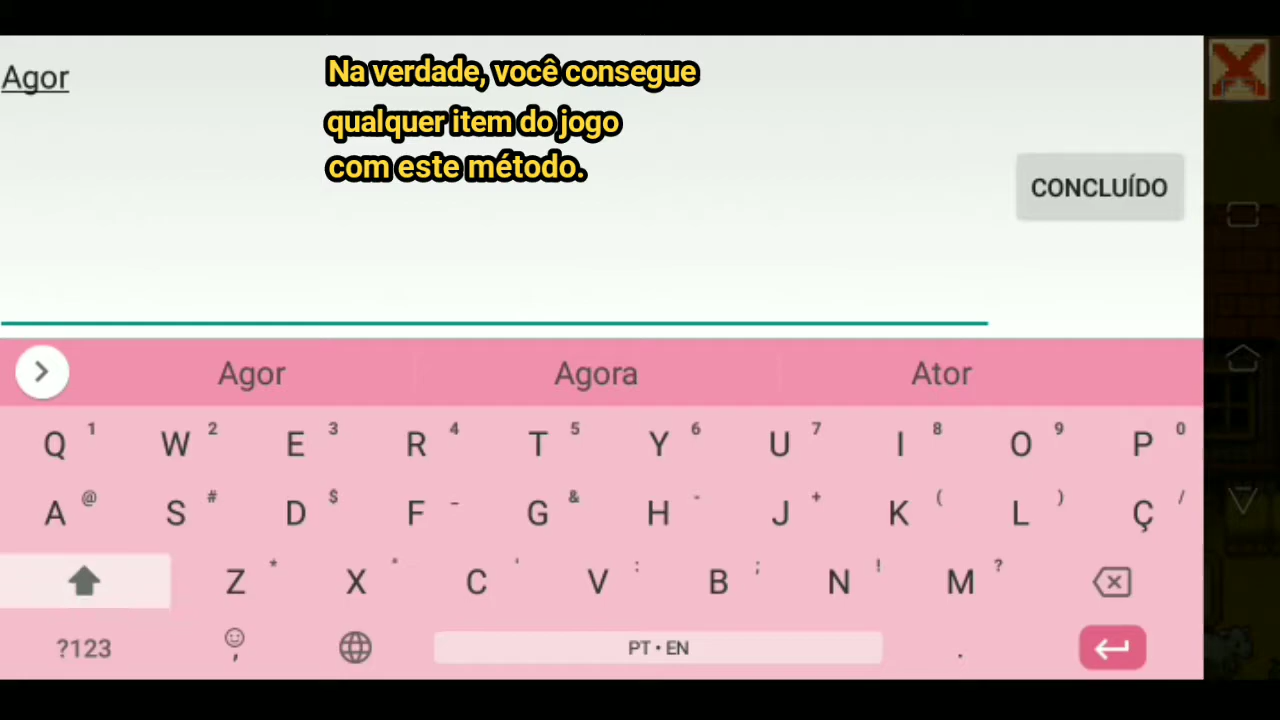 Agor
Na verdade, você consegue
qualquer item do jogo
com este método.
CONCLUÍDO
Agor Agora Ator
Q 1 W 2 E 3 R 4 T 5 Y 6 U 7 I 8 O 9 P 0
A @ S # D $ F _ G & H - J + K ( L ) Ç /
Z * X " C ' V : B ; N ! M ?
?123 , PT • EN .